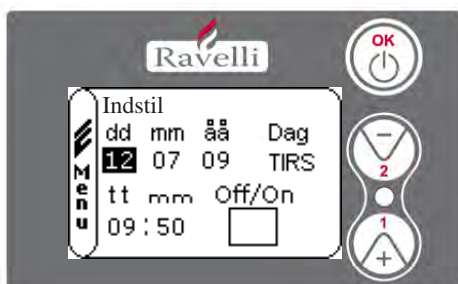 Ravelli
OK
Indstil
Menu
dd mm åå Dag
12 07 09 TIRS
tt mm Off/On
09:50
2
1